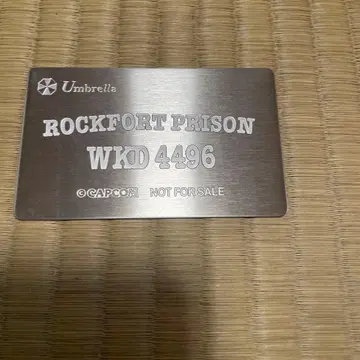 Umbrella
ROCKFORT PRISON
WKD 4496
©CAPCOM NOT FOR SALE